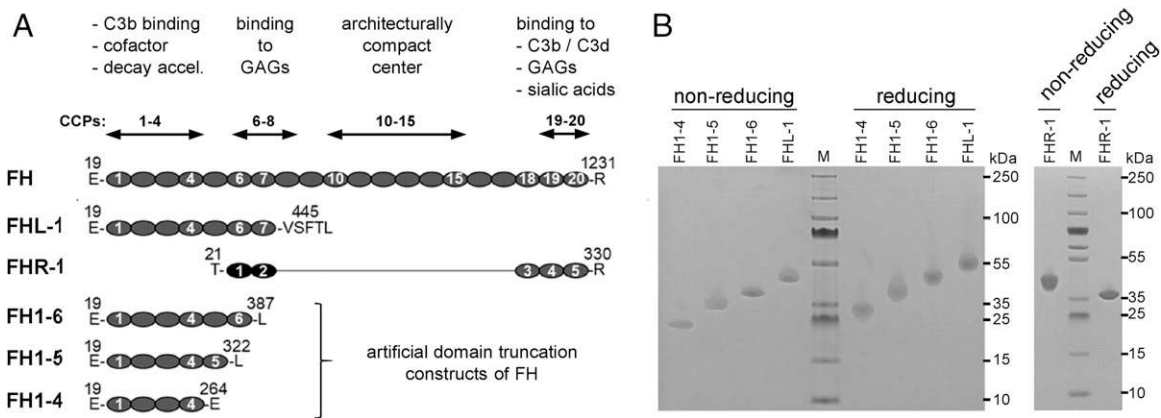 A
- C3b binding
- cofactor
- decay accel.
binding
to
GAGs
architecturally
compact
center
binding to
- C3b / C3d
- GAGs
- sialic acids
CCPs: 1-4 6-8 10-15 19-20
19 1231
FH E- 1 4 6 7 10 15 18 19 20 -R
19 445
FHL-1 E- 1 4 6 7 -VSFTL
21 330
FHR-1 T- 1 2 3 4 5 -R
19 387
FH1-6 E- 1 4 6 -L
19 322
FH1-5 E- 1 4 5 -L
19 264
FH1-4 E- 1 4 -E
artificial domain truncation
constructs of FH
B
non-reducing reducing
FH1-4 FH1-5 FH1-6 FHL-1 M FH1-4 FH1-5 FH1-6 FHL-1 kDa
250
100
55
35
25
15
10
non-reducing reducing
FHR-1 M FHR-1 kDa
250
100
55
35
25
15
10